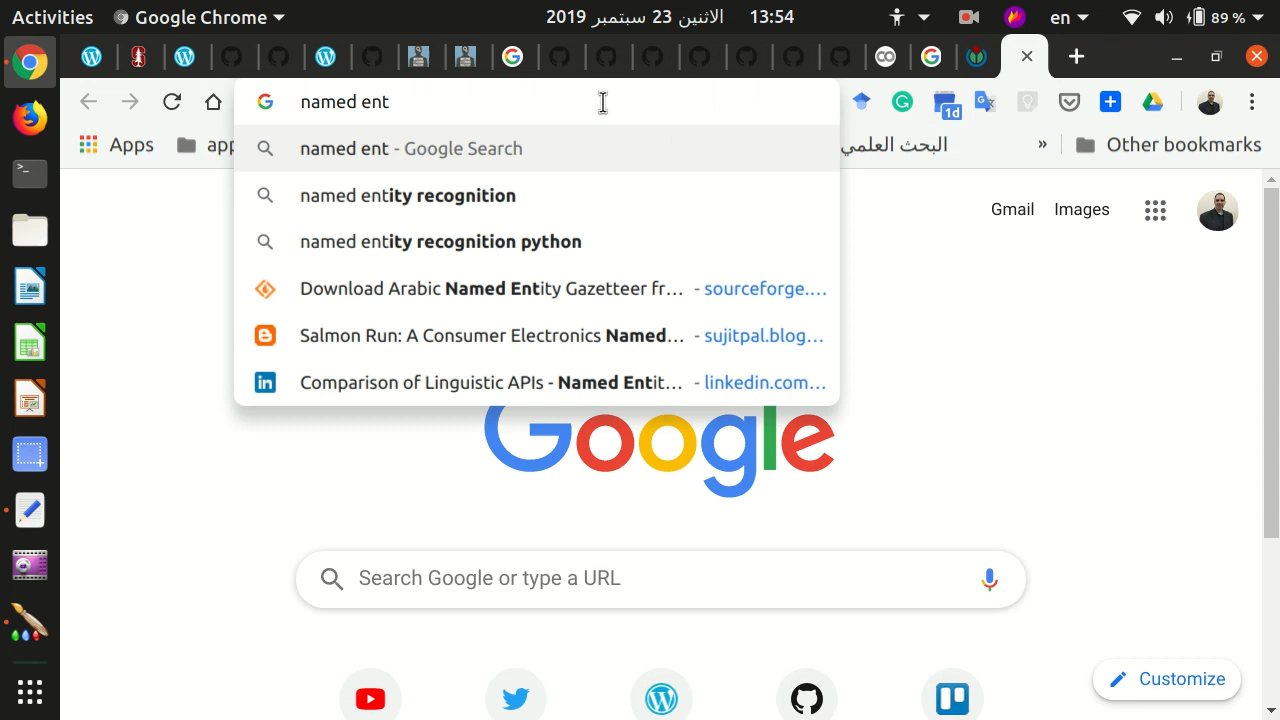 Activities Google Chrome الاثنين 23 سبتمبر 2019 13:54 en 89 %
named ent
1d
Apps app البحث العلمي » Other bookmarks
named ent - Google Search
named entity recognition
named entity recognition python
Download Arabic Named Entity Gazetteer fr... - sourceforge....
Salmon Run: A Consumer Electronics Named... - sujitpal.blog...
Comparison of Linguistic APIs - Named Entit... - linkedin.com...
Gmail Images
Google
Search Google or type a URL
Customize